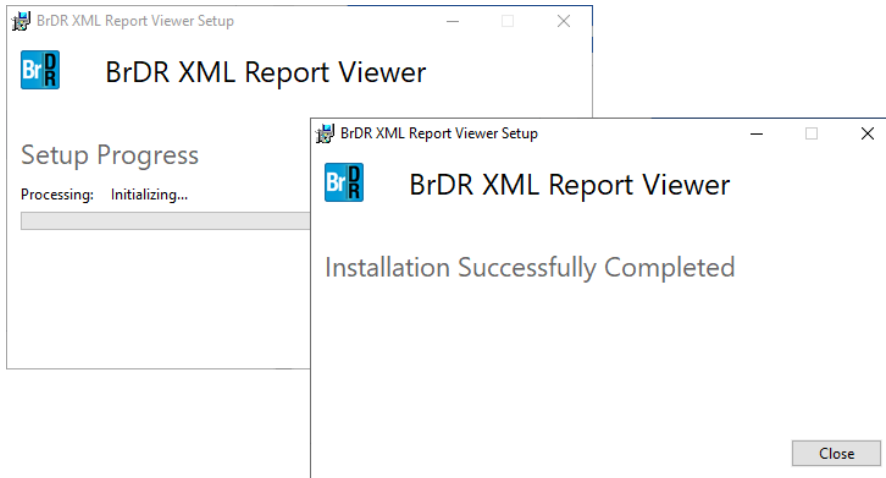 BrDR XML Report Viewer Setup
BrDR
BrDR XML Report Viewer
Setup Progress
Processing: Initializing...
BrDR XML Report Viewer Setup
BrDR
BrDR XML Report Viewer
Installation Successfully Completed
Close